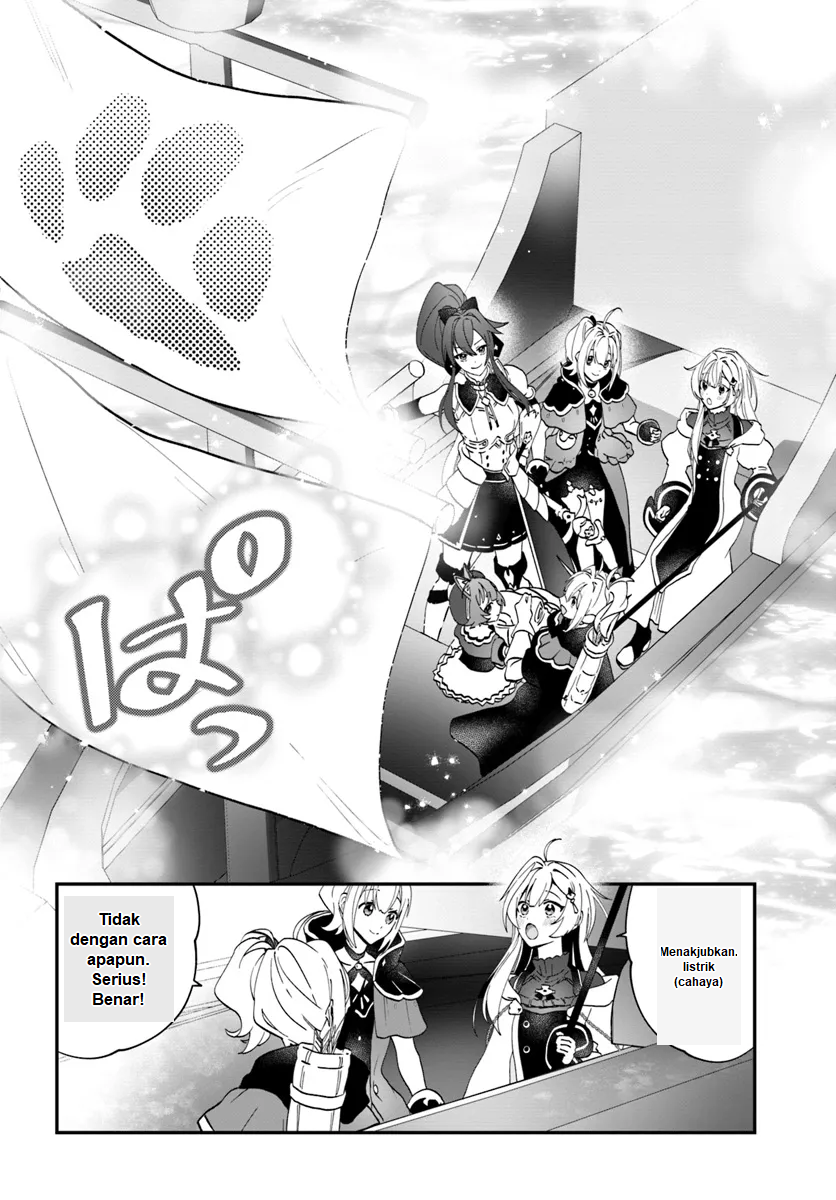 ぱっ
Menakjubkan.
listrik
(cahaya)
Tidak
dengan cara
apapun.
Serius!
Benar!